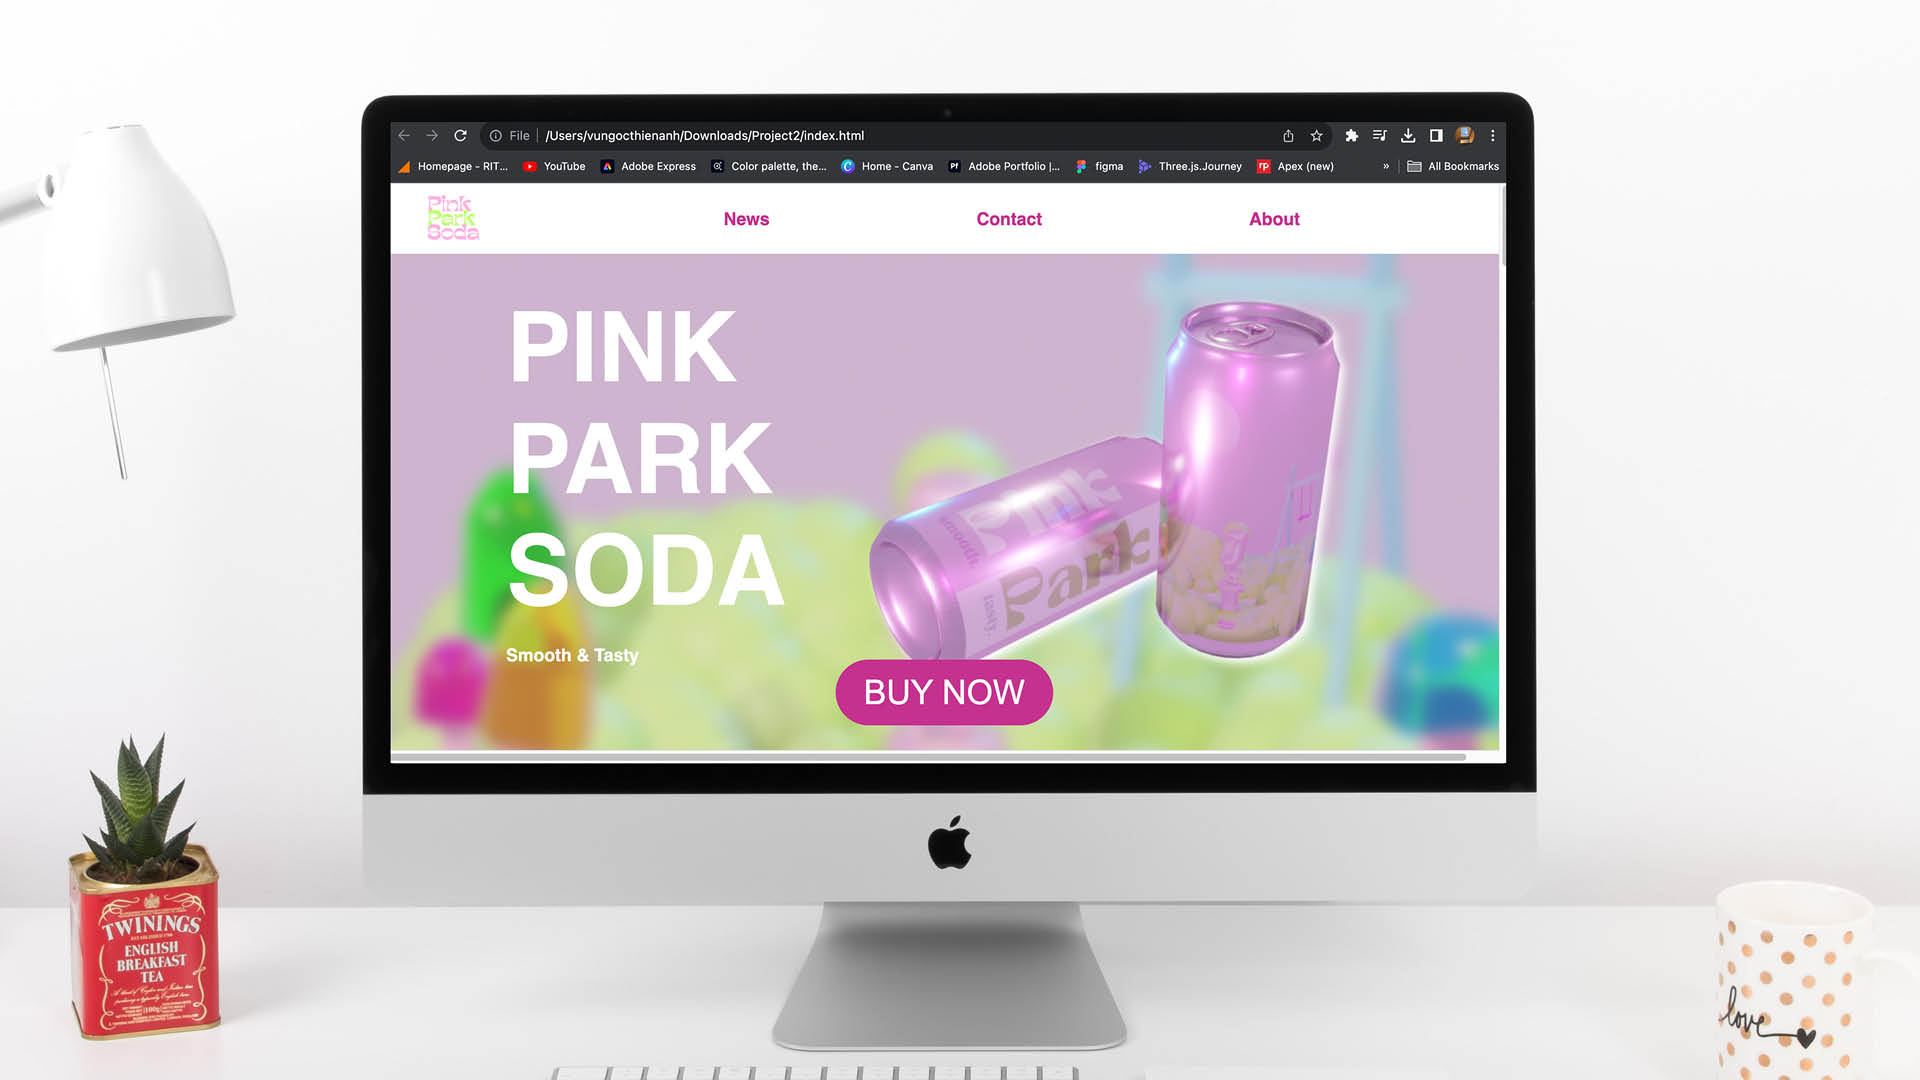 File /Users/vungocthienanh/Downloads/Project2/index.html
Homepage - RIT... YouTube Adobe Express Color palette, the... Home - Canva Adobe Portfolio |... figma Three.js.Journey Apex (new) » All Bookmarks
Pink
Park
Soda
News Contact About
PINK
PARK
SODA
Smooth & Tasty
Pink
Park
smooth.
tasty.
BUY NOW
TWININGS
ENGLISH
BREAKFAST
TEA
100g
love